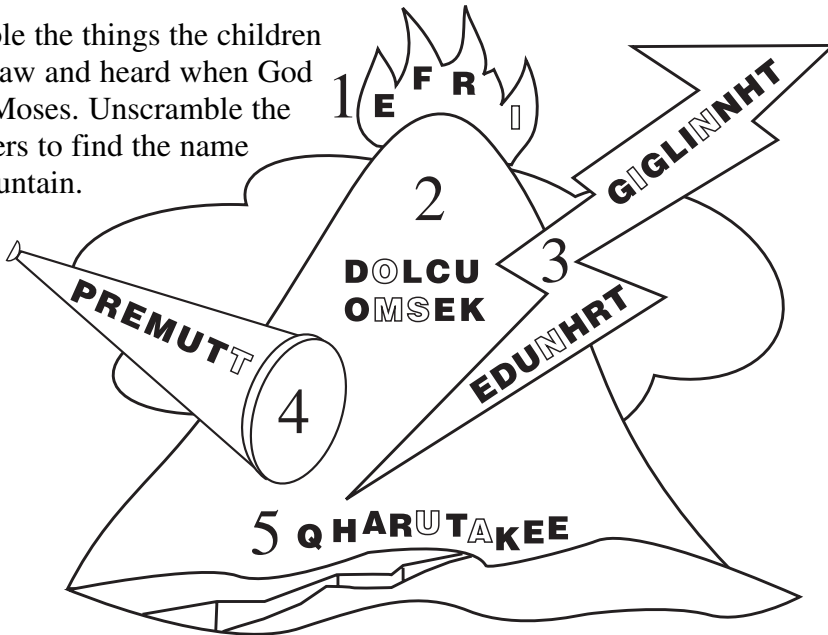 ble the things the children
aw and heard when God
Moses. Unscramble the
ers to find the name
untain.
1 E F R I
2
DOLCU
OMSEK
3
GIGLINNHT
EDUNHRT
PREMUTT
4
5 QHARUTAKEE